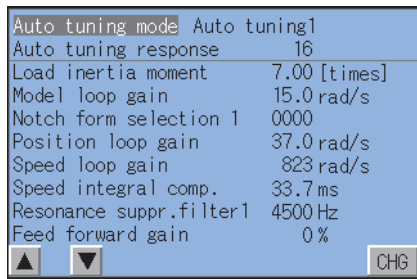 Auto tuning mode Auto tuning1
Auto tuning response 16
Load inertia moment 7.00 [times]
Model loop gain 15.0 rad/s
Notch form selection 1 0000
Position loop gain 37.0 rad/s
Speed loop gain 823 rad/s
Speed integral comp. 33.7 ms
Resonance suppr.filter1 4500 Hz
Feed forward gain 0 %
▲ ▼ CHG